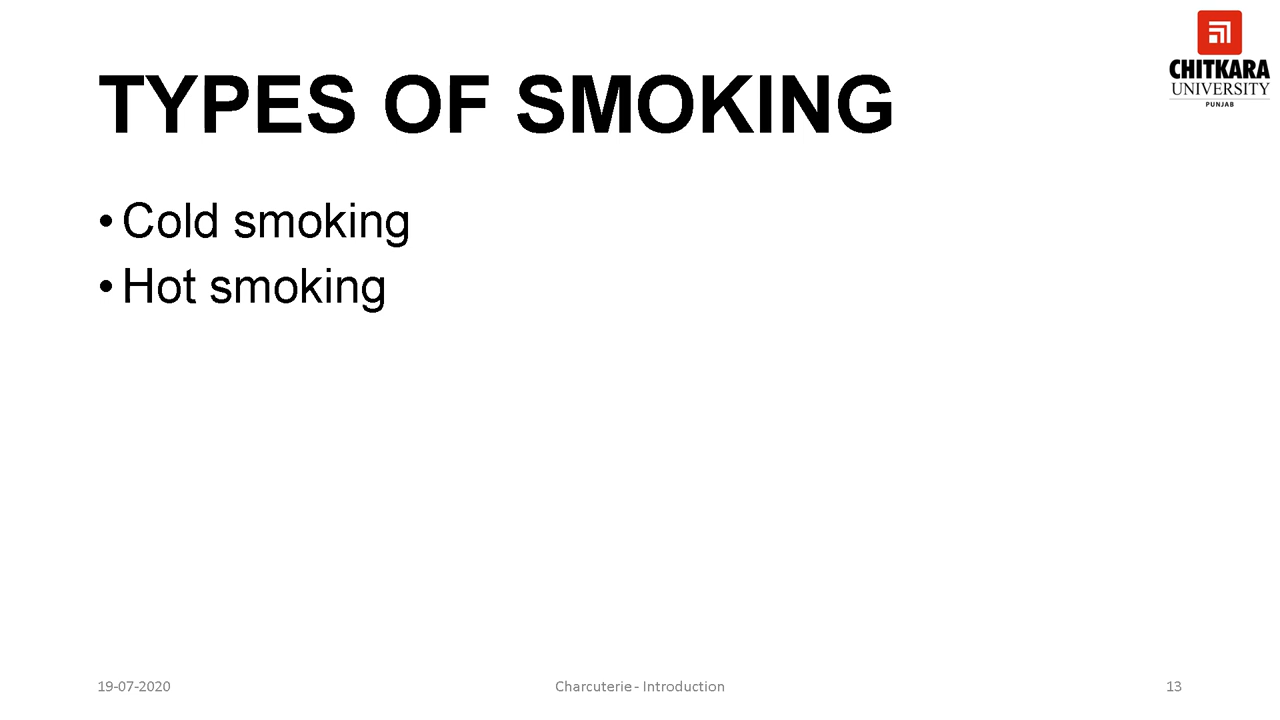 CHITKARA
UNIVERSITY
PUNJAB
TYPES OF SMOKING
• Cold smoking
• Hot smoking
19-07-2020
Charcuterie - Introduction
13